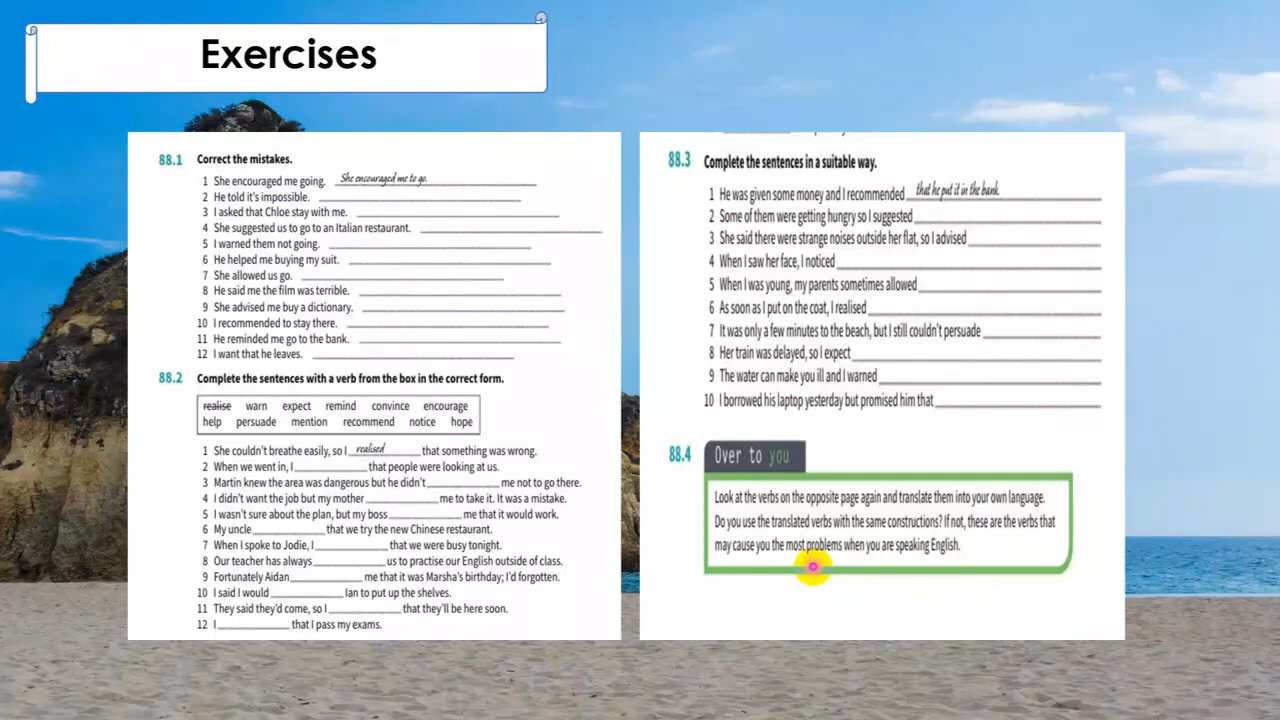 Exercises
88.1 Correct the mistakes.
1 She encouraged me going. She encouraged me to go.
2 He told it's impossible.
3 I asked that Chloe stay with me.
4 She suggested us to go to an Italian restaurant.
5 I warned them not going.
6 He helped me buying my suit.
7 She allowed us go.
8 He said me the film was terrible.
9 She advised me buy a dictionary.
10 I recommended to stay there.
11 He reminded me go to the bank.
12 I want that he leaves.
88.2 Complete the sentences with a verb from the box in the correct form.
realise warn expect remind convince encourage
help persuade mention recommend notice hope
1 She couldn't breathe easily, so I realised that something was wrong.
2 When we went in, I that people were looking at us.
3 Martin knew the area was dangerous but he didn't me not to go there.
4 I didn't want the job but my mother me to take it. It was a mistake.
5 I wasn't sure about the plan, but my boss me that it would work.
6 My uncle that we try the new Chinese restaurant.
7 When I spoke to Jodie, I that we were busy tonight.
8 Our teacher has always us to practise our English outside of class.
9 Fortunately Aidan me that it was Marsha's birthday; I'd forgotten.
10 I said I would Ian to put up the shelves.
11 They said they'd come, so I that they'll be here soon.
12 I that I pass my exams.
88.3 Complete the sentences in a suitable way.
1 He was given some money and I recommended that he put it in the bank.
2 Some of them were getting hungry so I suggested
3 She said there were strange noises outside her flat, so I advised
4 When I saw her face, I noticed
5 When I was young, my parents sometimes allowed
6 As soon as I put on the coat, I realised
7 It was only a few minutes to the beach, but I still couldn't persuade
8 Her train was delayed, so I expect
9 The water can make you ill and I warned
10 I borrowed his laptop yesterday but promised him that
88.4 Over to you
Look at the verbs on the opposite page again and translate them into your own language.
Do you use the translated verbs with the same constructions? If not, these are the verbs that
may cause you the most problems when you are speaking English.